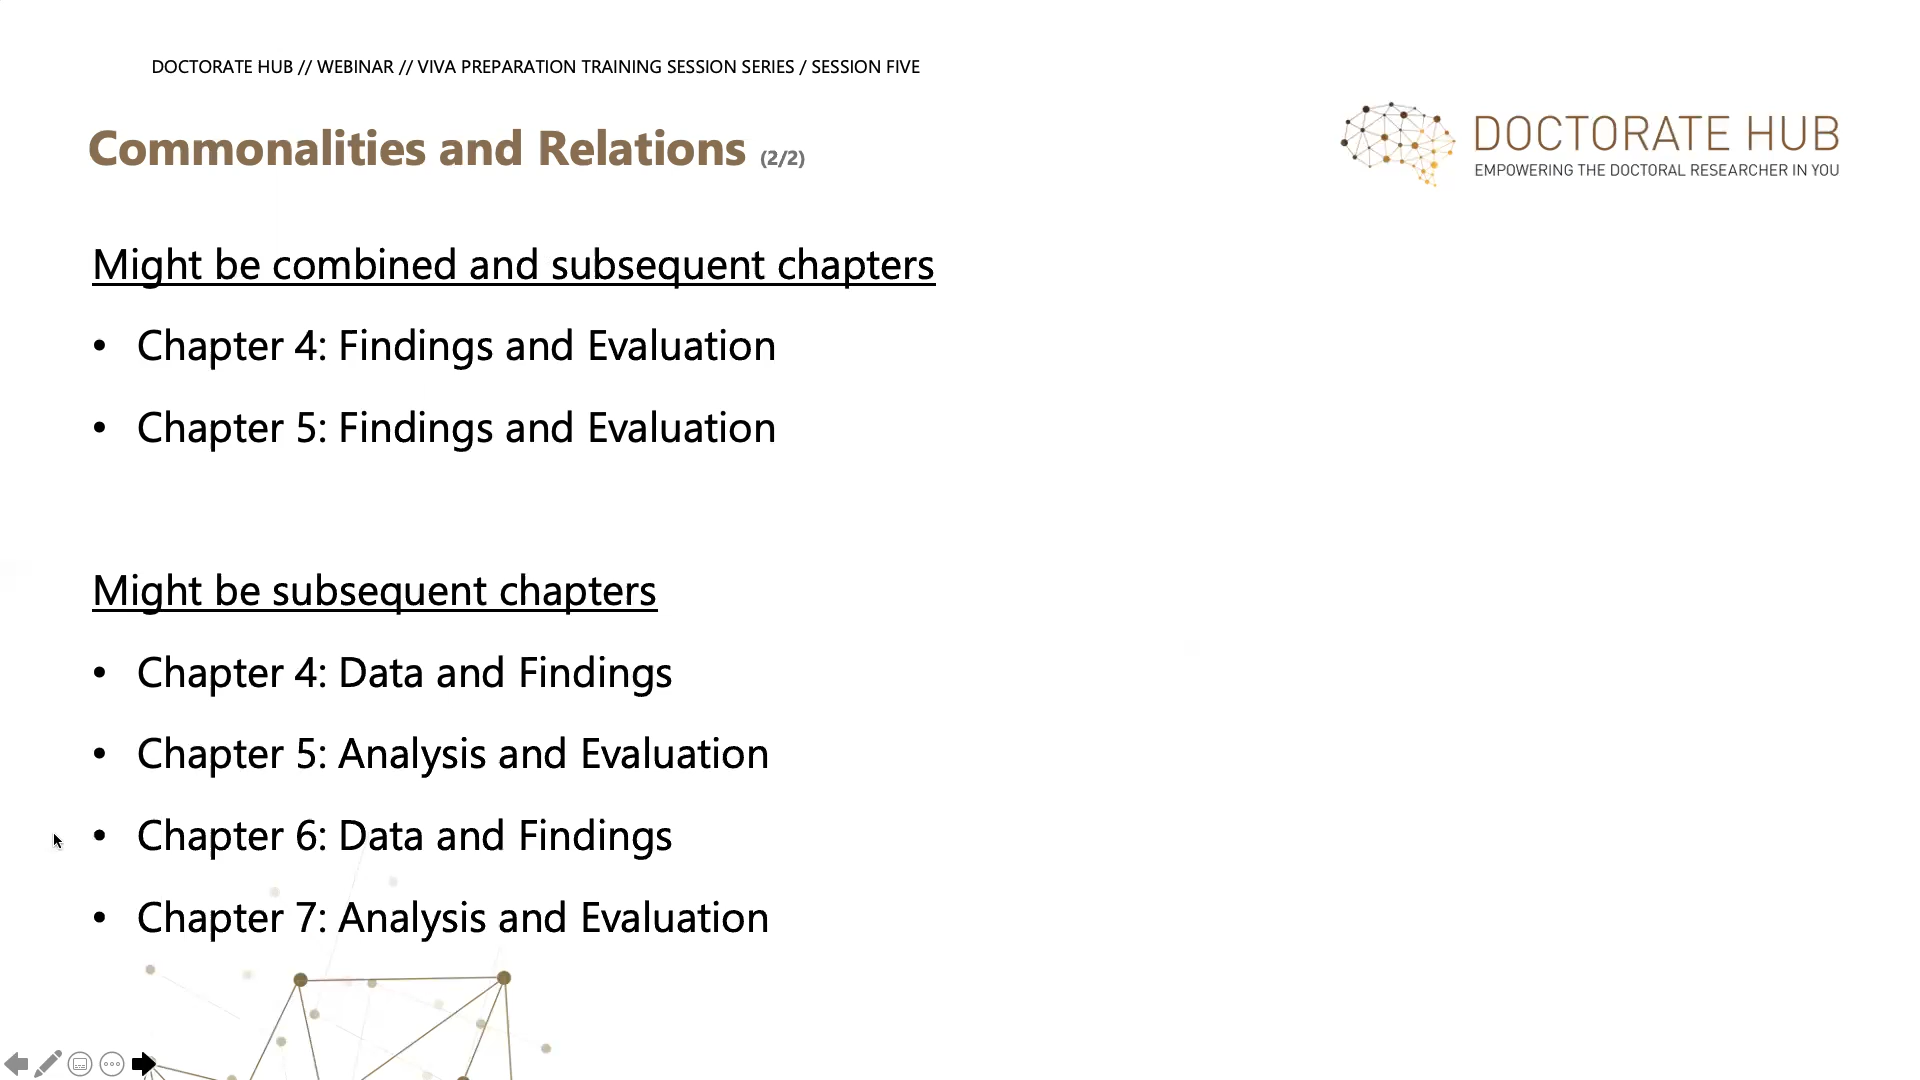 DOCTORATE HUB // WEBINAR // VIVA PREPARATION TRAINING SESSION SERIES / SESSION FIVE
Commonalities and Relations (2/2)
DOCTORATE HUB
EMPOWERING THE DOCTORAL RESEARCHER IN YOU
Might be combined and subsequent chapters
• Chapter 4: Findings and Evaluation
• Chapter 5: Findings and Evaluation
Might be subsequent chapters
• Chapter 4: Data and Findings
• Chapter 5: Analysis and Evaluation
• Chapter 6: Data and Findings
• Chapter 7: Analysis and Evaluation